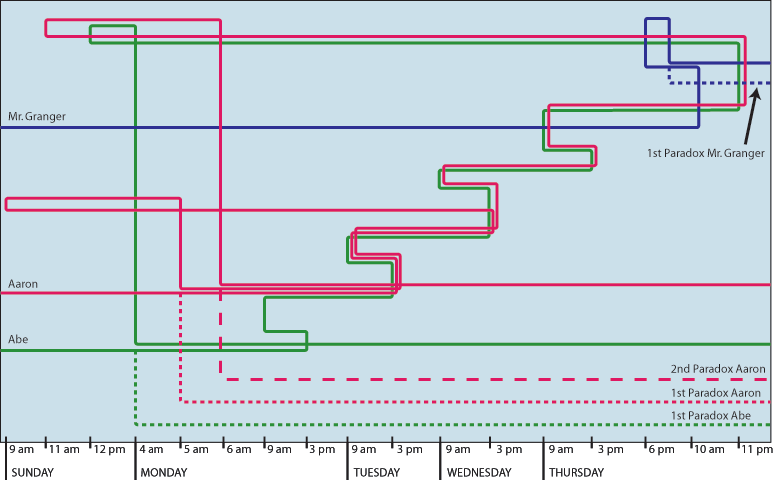 Mr. Granger
1st Paradox Mr. Granger
Aaron
Abe
2nd Paradox Aaron
1st Paradox Aaron
1st Paradox Abe
9 am 11 am 12 pm 4 am 5 am 6 am 9 am 3 pm 9 am 3 pm 9 am 3 pm 9 am 3 pm 6 pm 10 am 11 pm
SUNDAY MONDAY TUESDAY WEDNESDAY THURSDAY